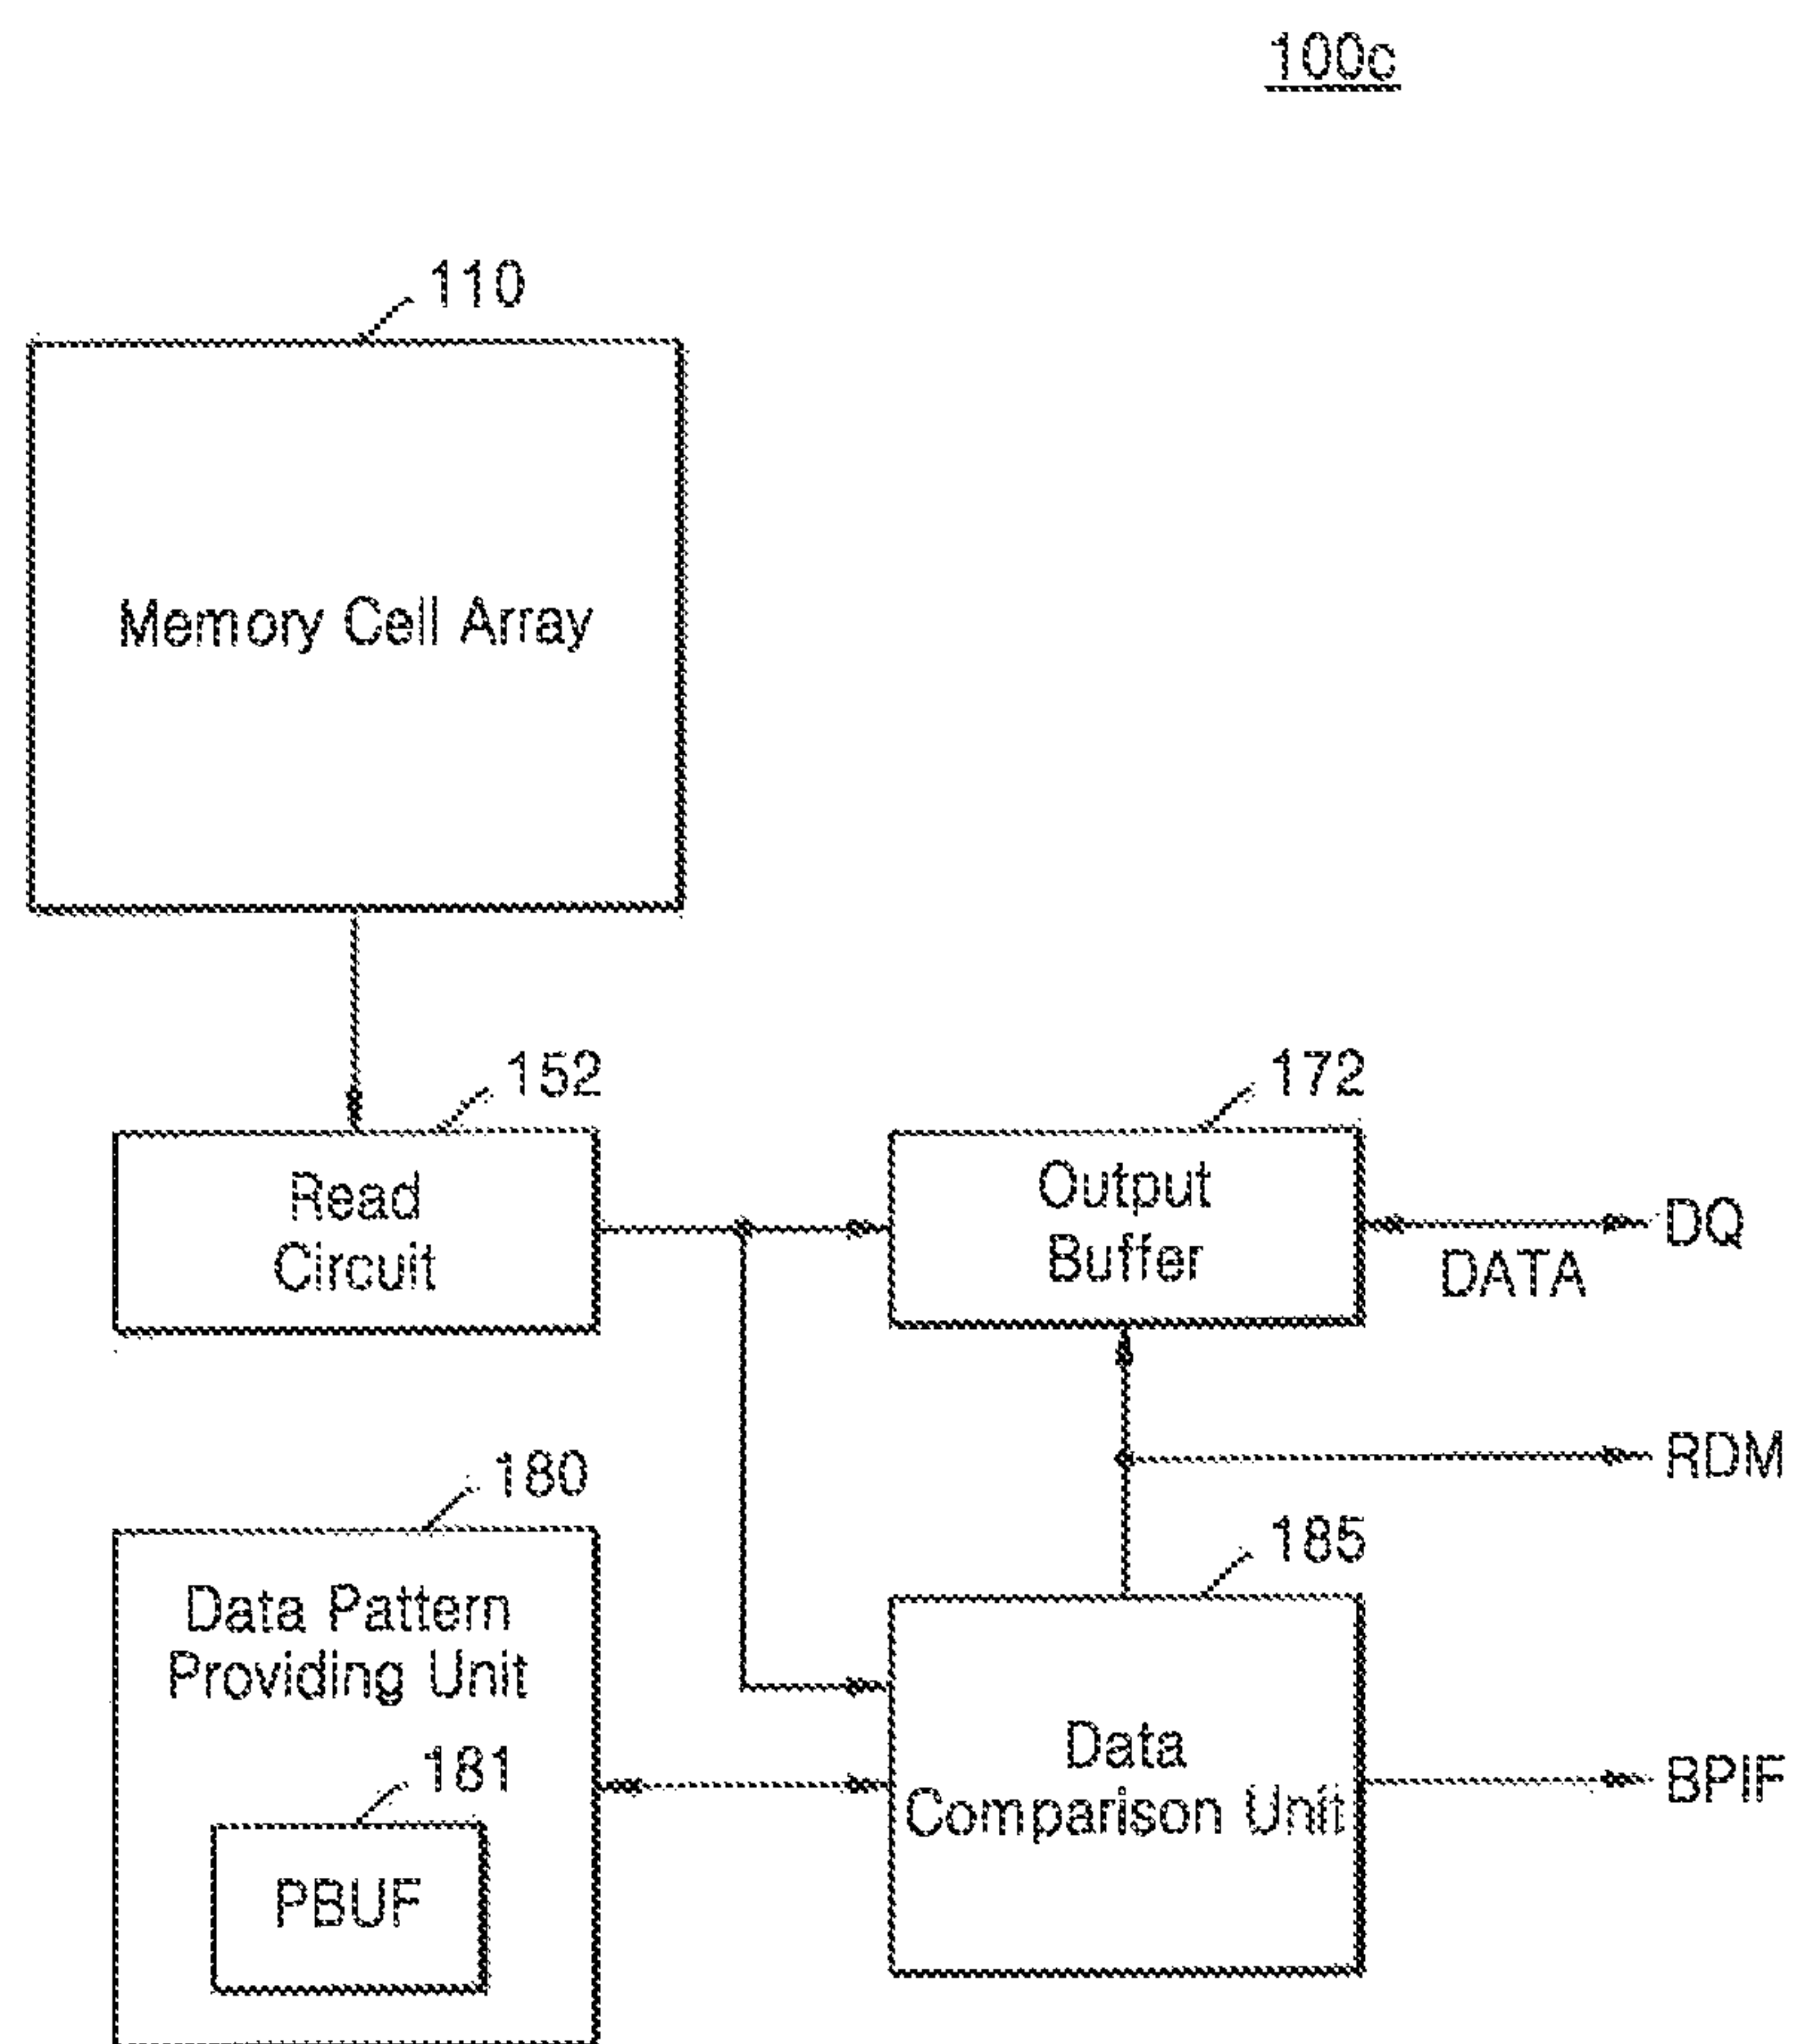 100c
110
Memory Cell Array
152
Read
Circuit
172
Output
Buffer
DQ
DATA
RDM
180
Data Pattern
Providing Unit
181
PBUF
185
Data
Comparison Unit
BPIF